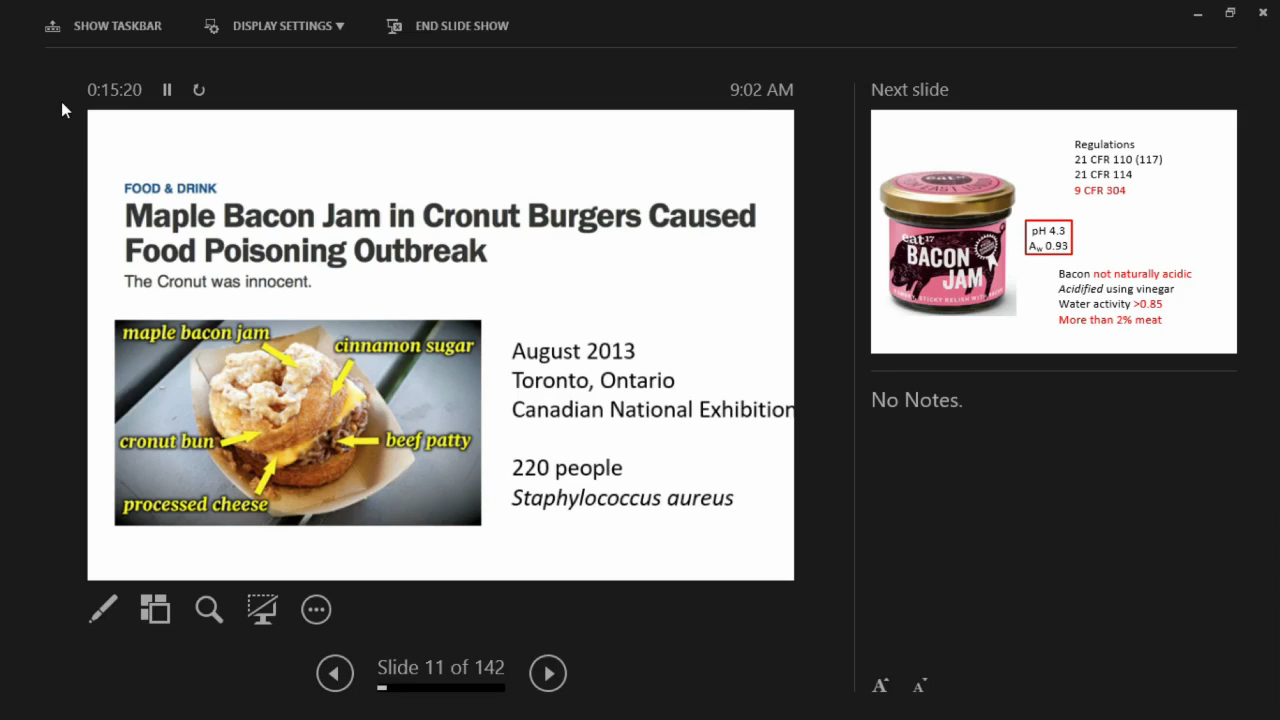 SHOW TASKBAR
DISPLAY SETTINGS ▼
END SLIDE SHOW
0:15:20
9:02 AM
FOOD & DRINK
Maple Bacon Jam in Cronut Burgers Caused
Food Poisoning Outbreak
The Cronut was innocent.
maple bacon jam
cinnamon sugar
cronut bun
beef patty
processed cheese
August 2013
Toronto, Ontario
Canadian National Exhibition
220 people
Staphylococcus aureus
Slide 11 of 142
Next slide
Regulations
21 CFR 110 (117)
21 CFR 114
9 CFR 304
eat17
BACON
JAM
pH 4.3
Aw 0.93
Bacon not naturally acidic
Acidified using vinegar
Water activity >0.85
More than 2% meat
No Notes.
A A